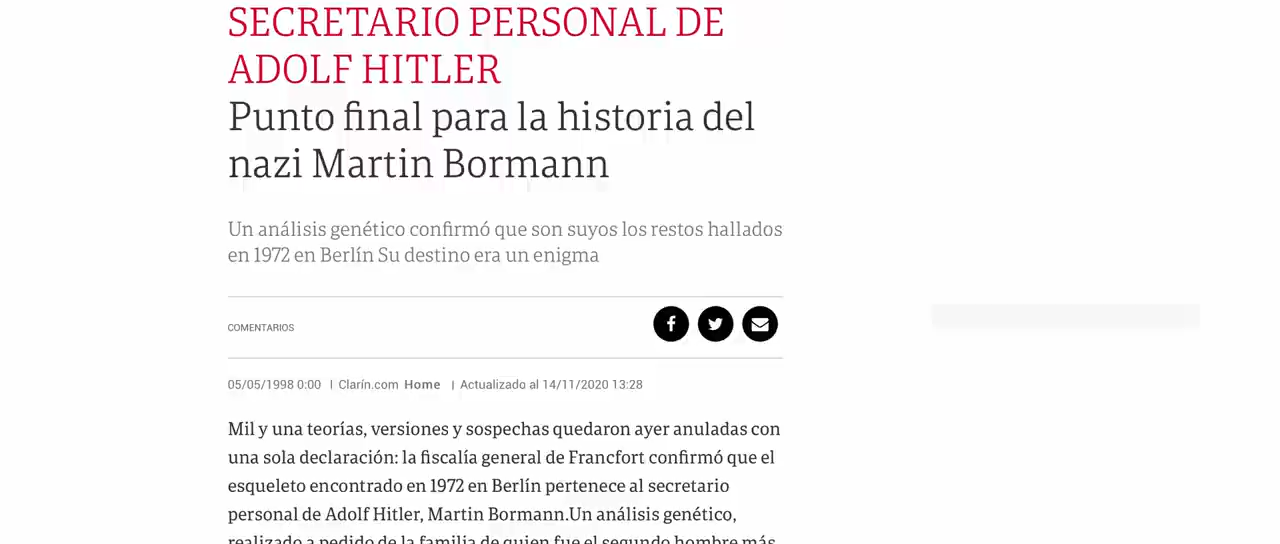 SECRETARIO PERSONAL DE
ADOLF HITLER
Punto final para la historia del
nazi Martin Bormann
Un análisis genético confirmó que son suyos los restos hallados
en 1972 en Berlín Su destino era un enigma
COMENTARIOS
05/05/1998 0:00 | Clarín.com Home | Actualizado al 14/11/2020 13:28
Mil y una teorías, versiones y sospechas quedaron ayer anuladas con
una sola declaración: la fiscalía general de Francfort confirmó que el
esqueleto encontrado en 1972 en Berlín pertenece al secretario
personal de Adolf Hitler, Martin Bormann.Un análisis genético,
realizado a pedido de la familia de quien fue el segundo hombre más